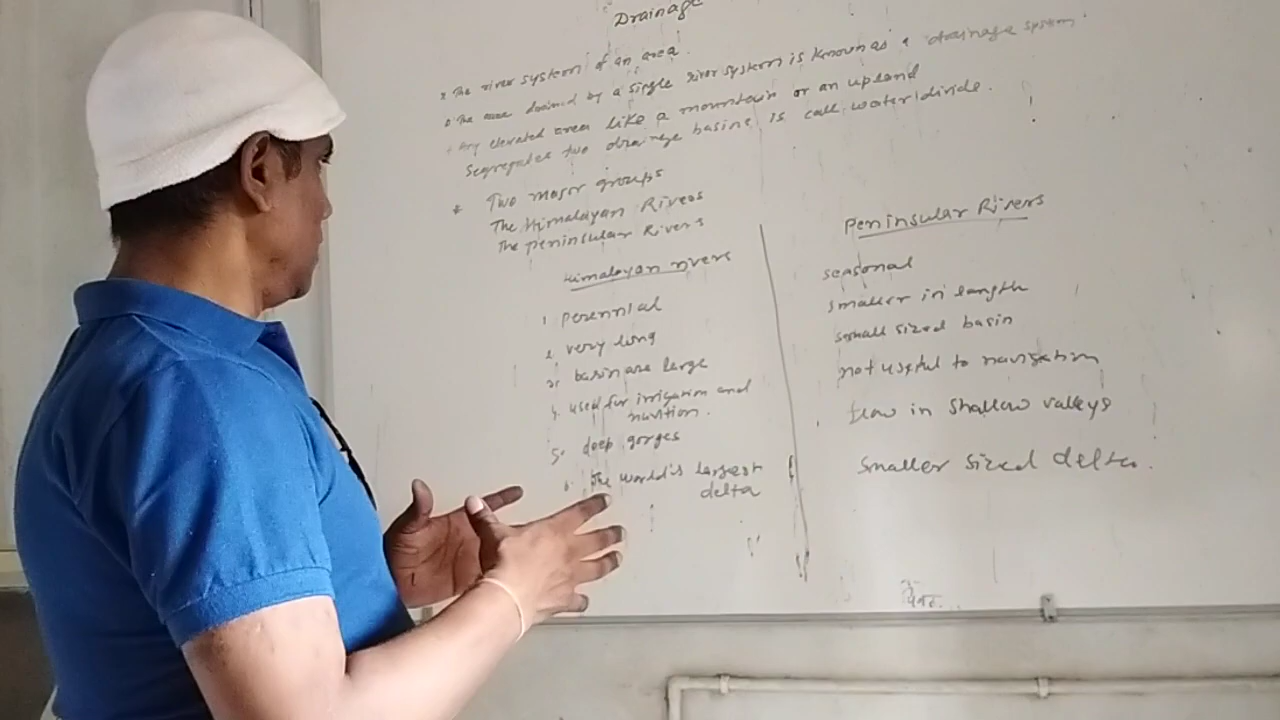 Drainage
* The river system of an area.
The area drained by a single river system is known as a drainage system.
Any elevated area like a mountain or an upland
segregates two drainage basins is call water/divide.
* Two major groups
The Himalayan Rivers
The Peninsular Rivers
Himalayan rivers
1 perennial
2 very long
3. basin are large
4. used for irrigation and
navition.
5. deep gorges
6. The world's largest
delta
Peninsular Rivers
seasonal
smaller in length
small sized basin
not useful to navigation
flow in shallow valleys
Smaller sized delta.